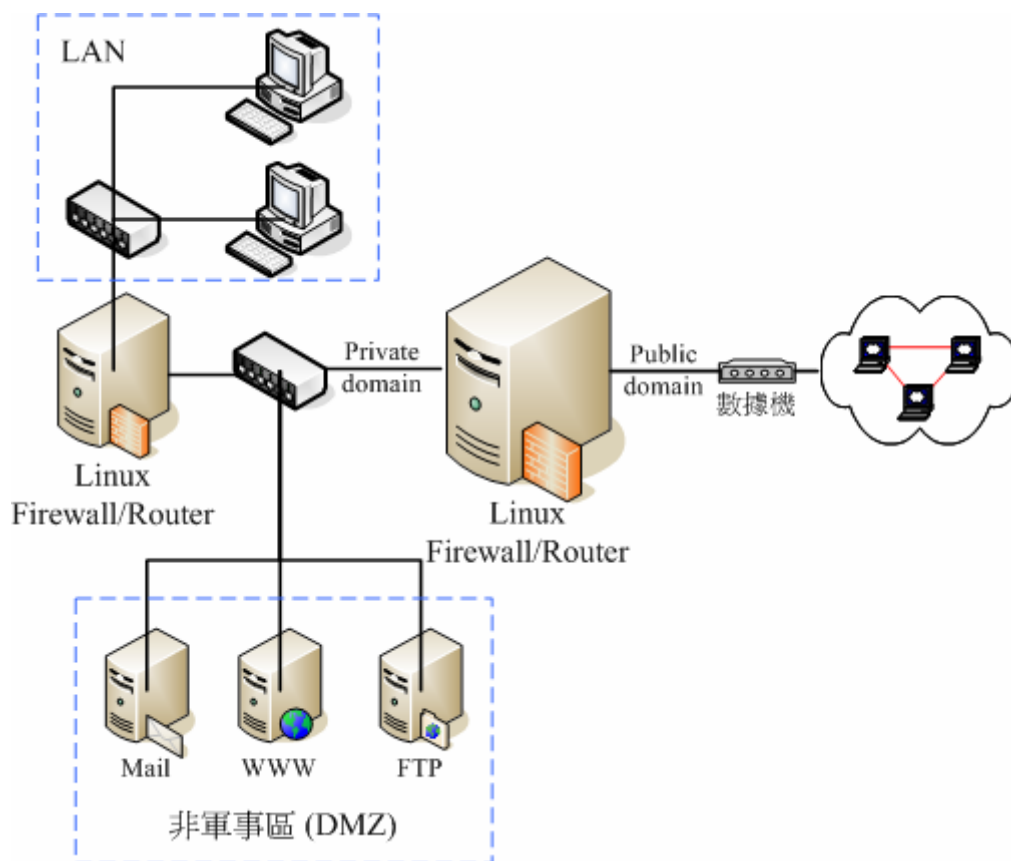 LAN
Private
domain
Public
domain
數據機
Linux
Firewall/Router
Linux
Firewall/Router
Mail
WWW
FTP
非軍事區 (DMZ)